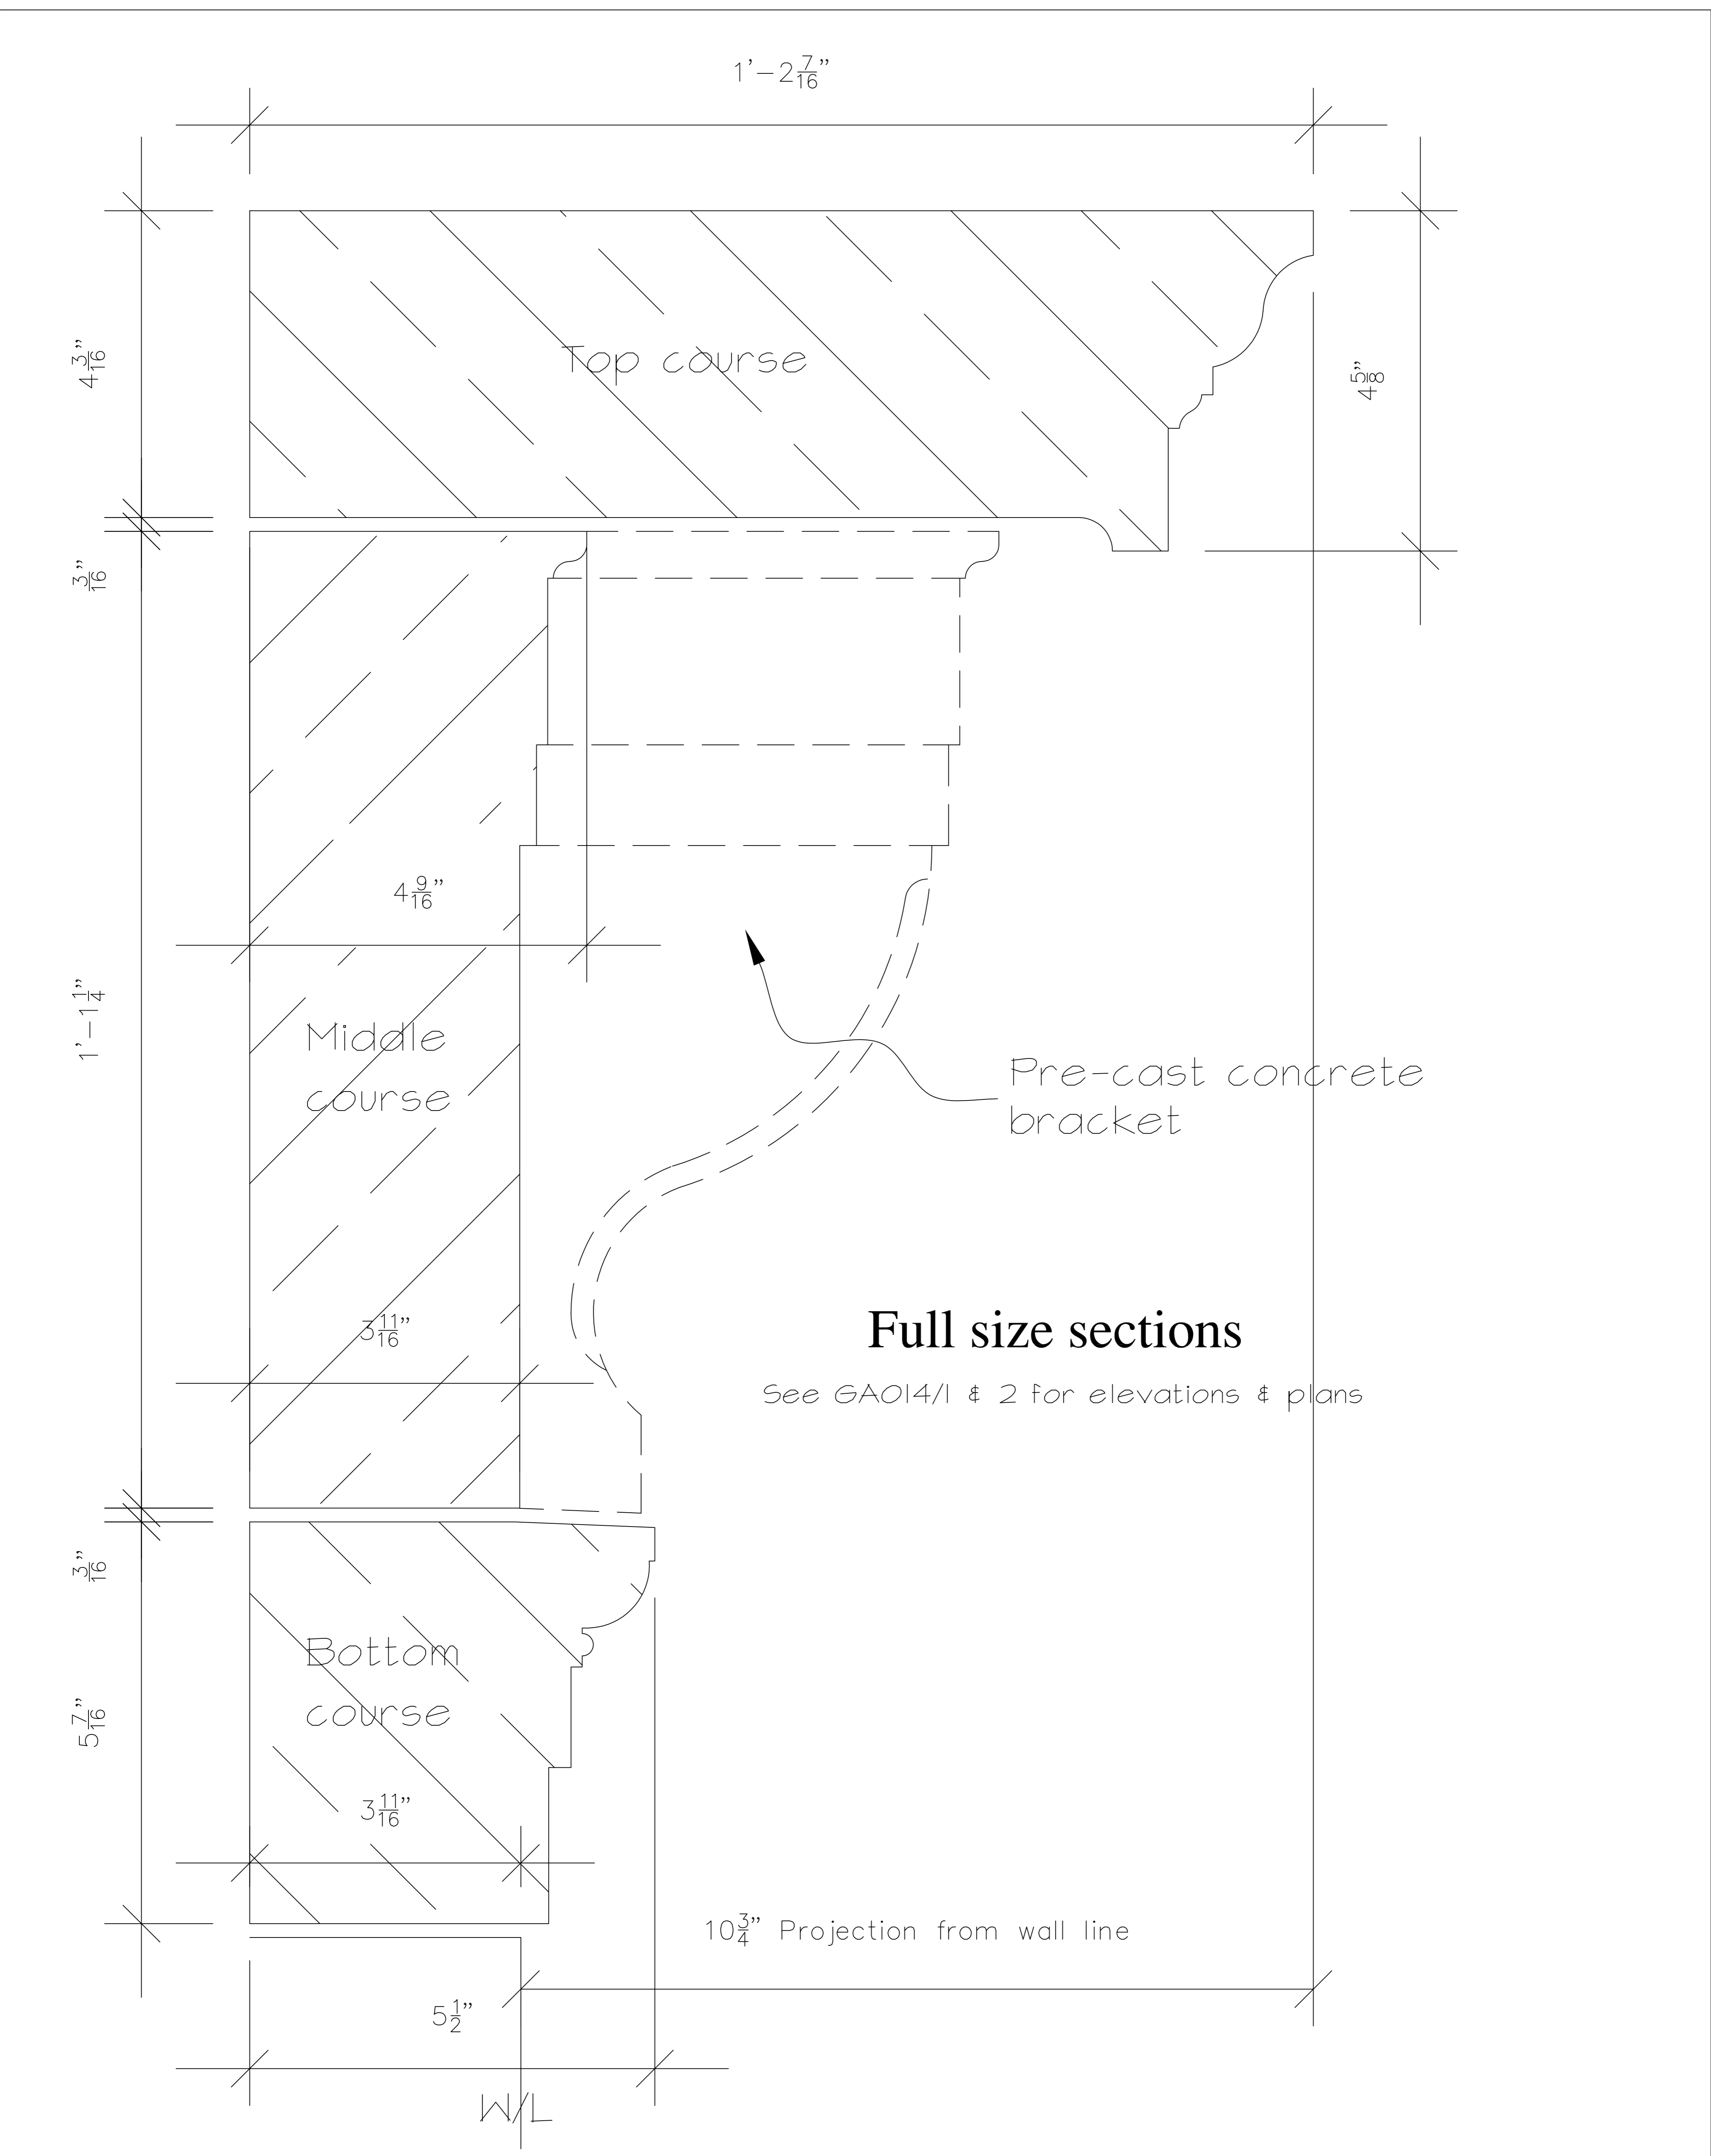 1'-2 7/16"
4 3/16"
Top course
4 5/8"
3/16"
4 9/16"
1'-1 1/4"
Middle
course
Pre-cast concrete
bracket
3 11/16"
Full size sections
See GA014/1 & 2 for elevations & plans
3/16"
Bottom
course
5 7/16"
3 11/16"
10 3/4" Projection from wall line
5 1/2"
W/L